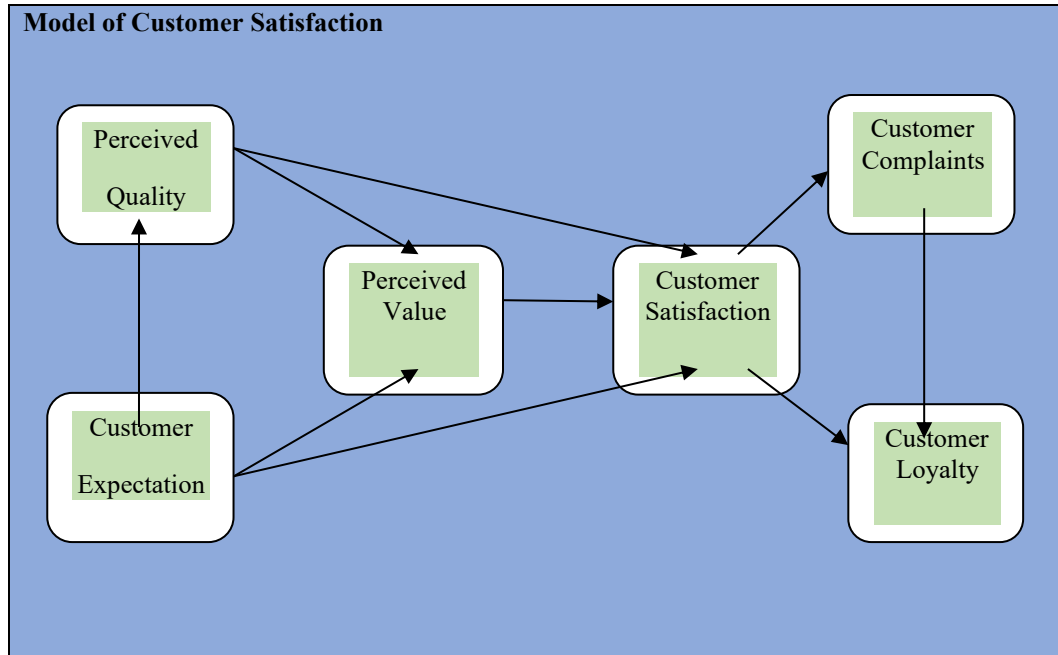 Model of Customer Satisfaction
Perceived
Quality
Customer
Complaints
Perceived
Value
Customer
Satisfaction
Customer
Expectation
Customer
Loyalty